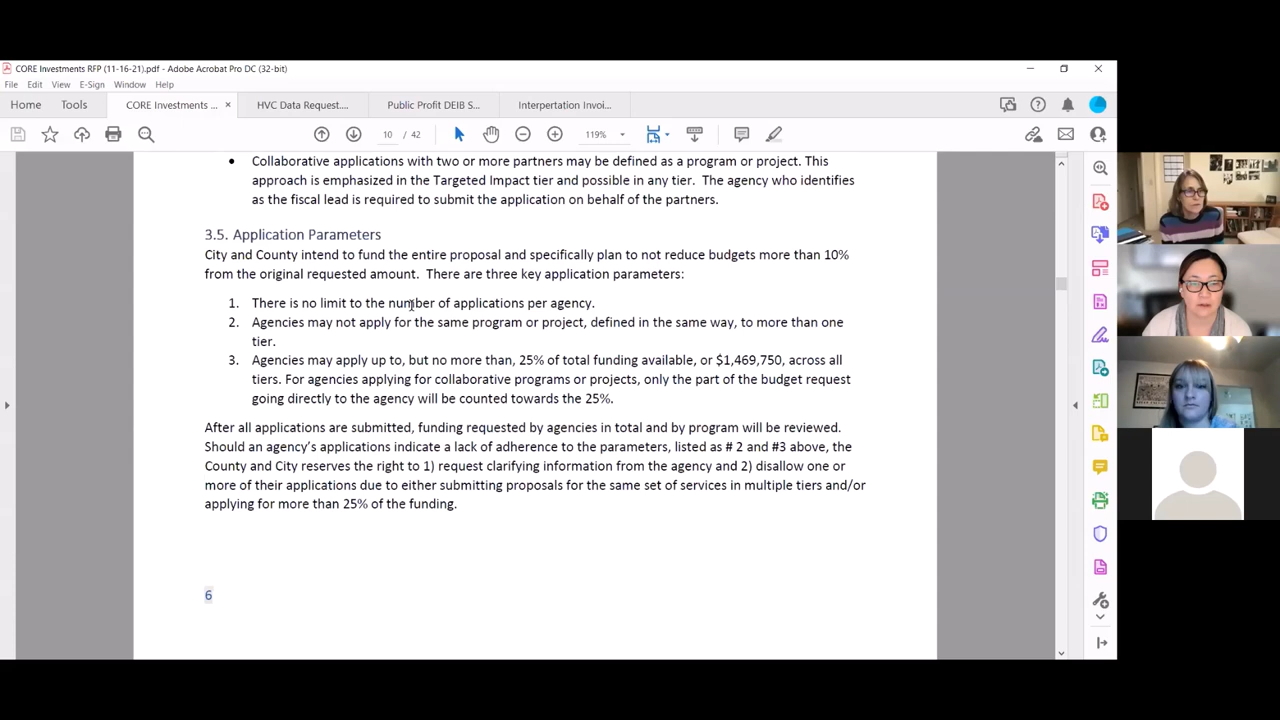 CORE Investments RFP (11-16-21).pdf - Adobe Acrobat Pro DC (32-bit)
File Edit View E-Sign Window Help
Home Tools CORE Investments ... × HVC Data Request.... Public Profit DEIB S... Interpertation Invoi...
10 / 42 119%
• Collaborative applications with two or more partners may be defined as a program or project. This
approach is emphasized in the Targeted Impact tier and possible in any tier. The agency who identifies
as the fiscal lead is required to submit the application on behalf of the partners.
3.5. Application Parameters
City and County intend to fund the entire proposal and specifically plan to not reduce budgets more than 10%
from the original requested amount. There are three key application parameters:
1. There is no limit to the number of applications per agency.
2. Agencies may not apply for the same program or project, defined in the same way, to more than one
tier.
3. Agencies may apply up to, but no more than, 25% of total funding available, or $1,469,750, across all
tiers. For agencies applying for collaborative programs or projects, only the part of the budget request
going directly to the agency will be counted towards the 25%.
After all applications are submitted, funding requested by agencies in total and by program will be reviewed.
Should an agency's applications indicate a lack of adherence to the parameters, listed as # 2 and #3 above, the
County and City reserves the right to 1) request clarifying information from the agency and 2) disallow one or
more of their applications due to either submitting proposals for the same set of services in multiple tiers and/or
applying for more than 25% of the funding.
6